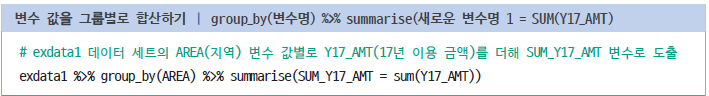 변수 값을 그룹별로 합산하기 | group_by(변수명) %>% summarise(새로운 변수명 1 = SUM(Y17_AMT)
# exdata1 데이터 세트의 AREA(지역) 변수 값별로 Y17_AMT(17년 이용 금액)를 더해 SUM_Y17_AMT 변수로 도출
exdata1 %>% group_by(AREA) %>% summarise(SUM_Y17_AMT = sum(Y17_AMT))